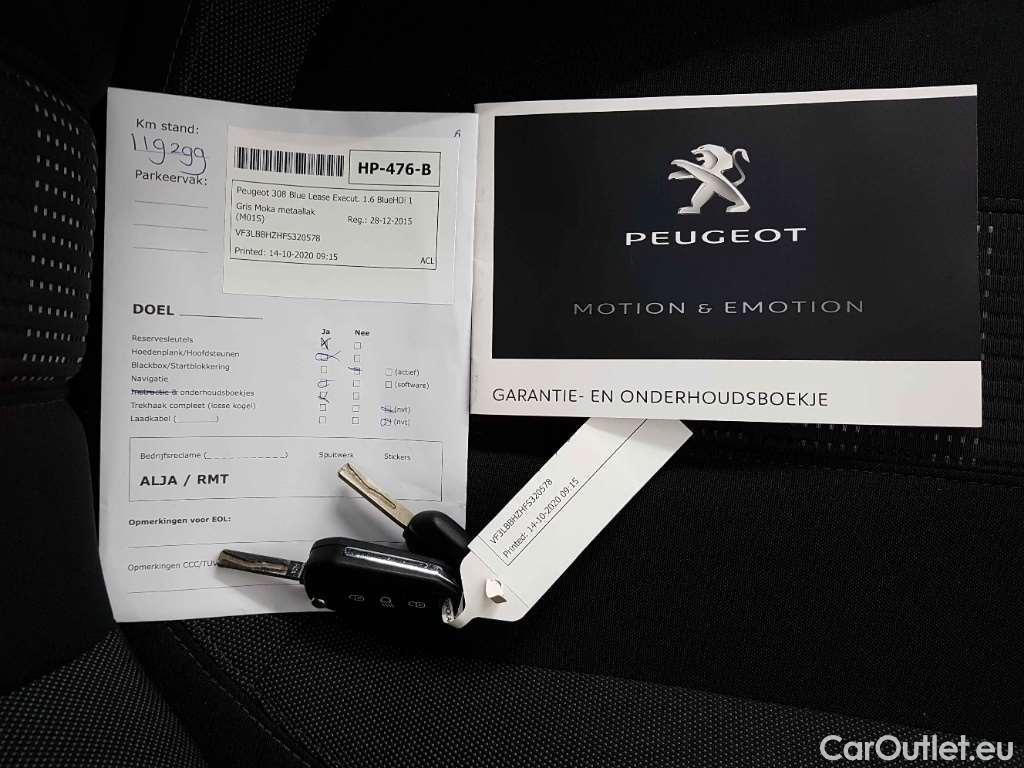 Km stand:
119299
Parkeervak:
HP-476-B
Peugeot 308 Blue Lease Execut. 1.6 BlueHDi 1
Gris Moka metaallak
(M015)
Reg.: 28-12-2015
VF3LBBHZHFS320578
Printed: 14-10-2020 09:15
ACL
DOEL
Ja Nee
Reservesleutels
Hoedenplank/Hoofdsteunen
Blackbox/Startblokkering (actief)
Navigatie (software)
Instructie & onderhoudsboekjes
Trekhaak compleet (losse kogel) (nvt)
Laadkabel (______) (nvt)
Bedrijfsreclame (______________) Spuitwerk Stickers
ALJA / RMT
Opmerkingen voor EOL:
Opmerkingen CCC/TUV
PEUGEOT
MOTION & EMOTION
GARANTIE- EN ONDERHOUDSBOEKJE
VF3LBBHZHFS320578
Printed: 14-10-2020 09:15
CarOutlet.eu